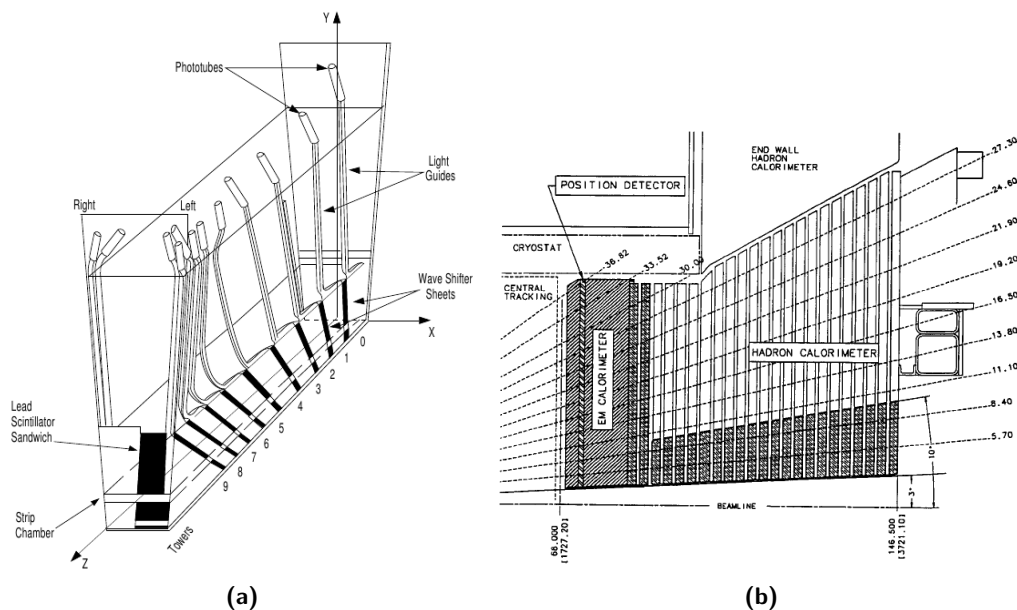 Y
Phototubes
Light
Guides
Right
Left
Wave Shifter
Sheets
X
0
1
2
3
4
5
6
7
8
9
Lead
Scintillator
Sandwich
Strip
Chamber
Towers
Z
(a)
END WALL
HADRON
CALORIMETER
POSITION DETECTOR
CRYOSTAT
CENTRAL
TRACKING
EM CALORIMETER
HADRON CALORIMETER
36.82
33.52
30.00
27.30
24.60
21.90
19.20
16.50
13.80
11.10
8.40
5.70
10°
3°
BEAMLINE
68.000
[1727.20]
146.500
[3721.10]
(b)